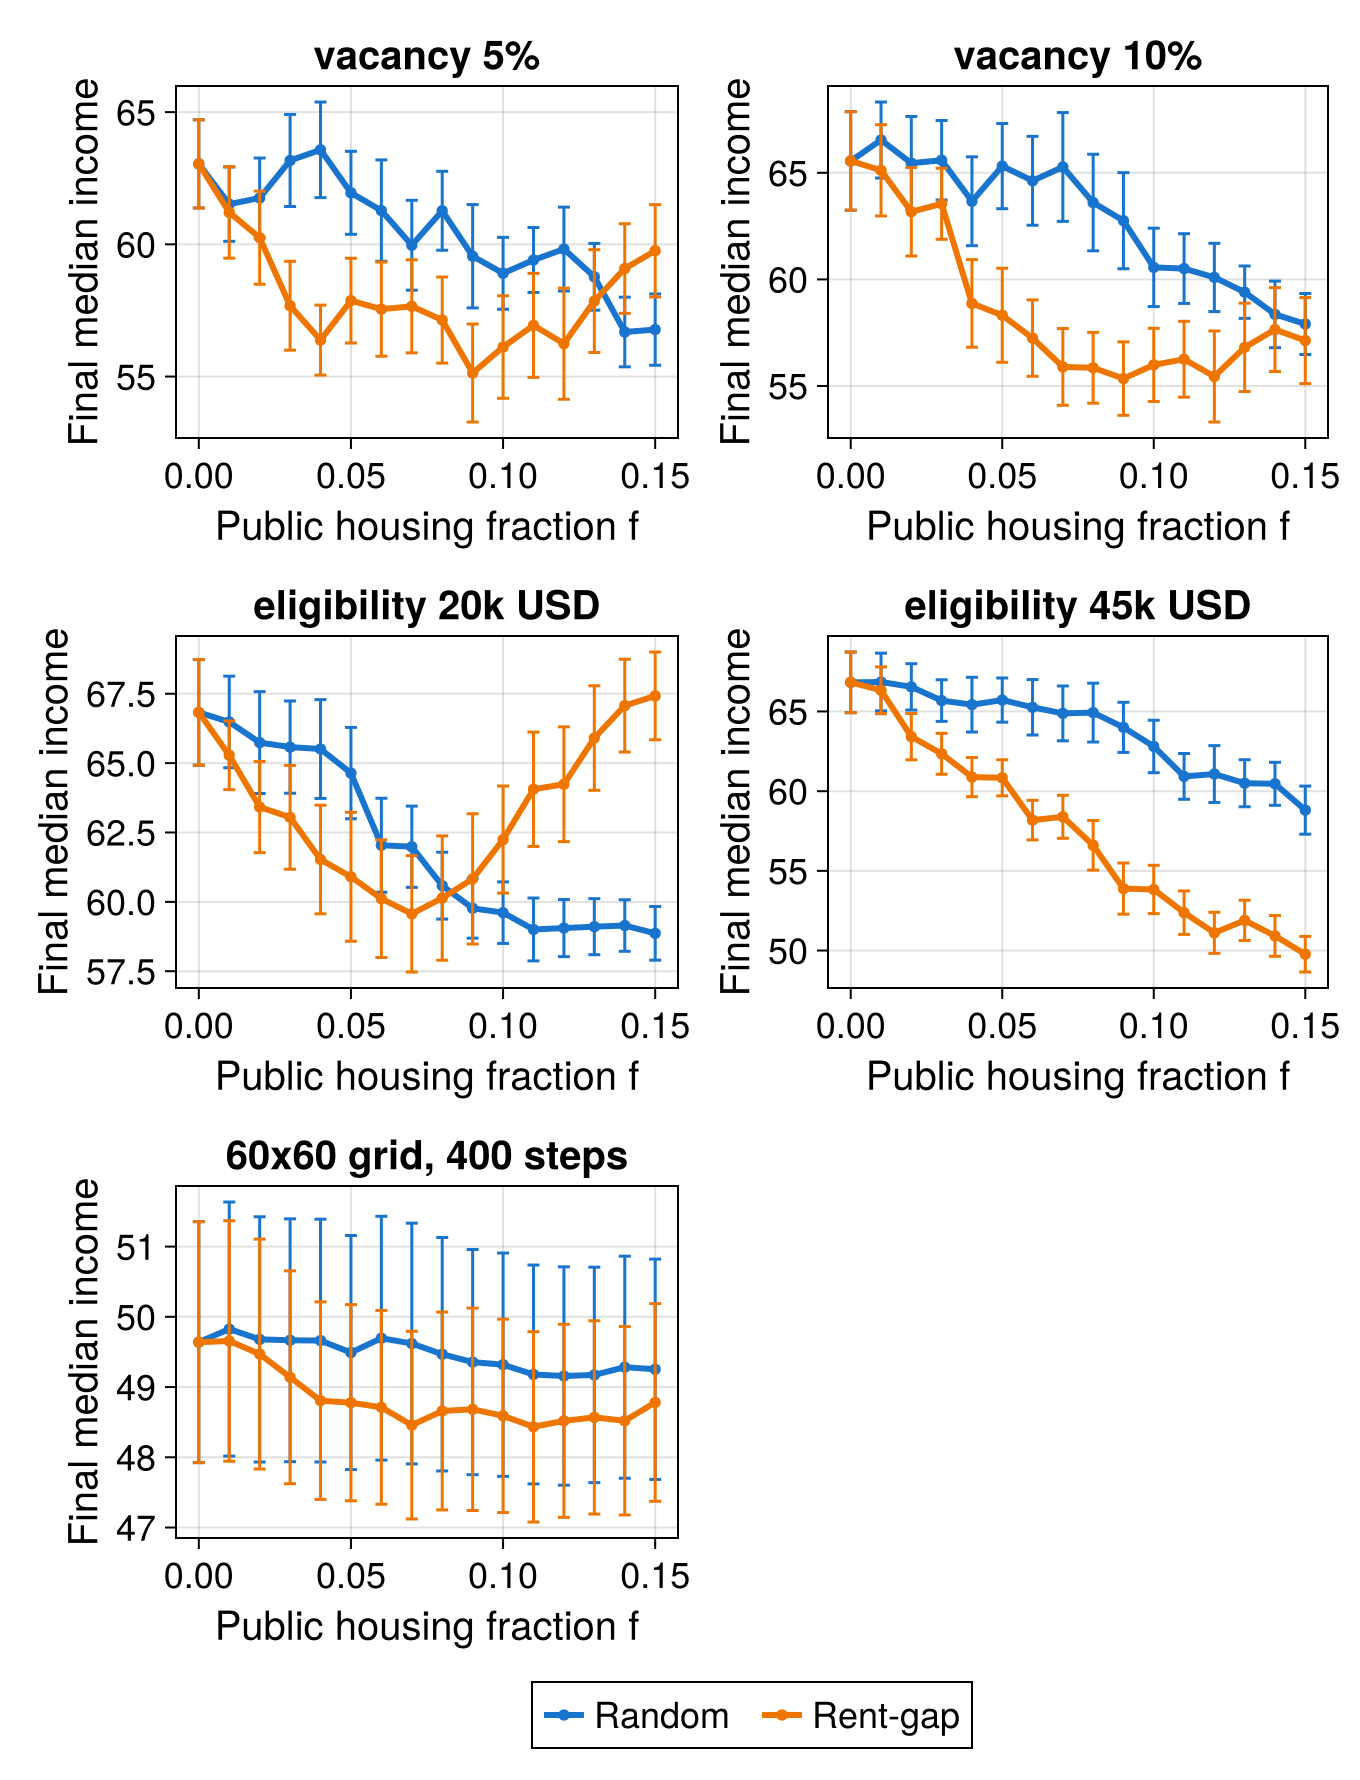 vacancy 5%
Final median income
65
60
55
0.00 0.05 0.10 0.15
Public housing fraction f
vacancy 10%
Final median income
65
60
55
0.00 0.05 0.10 0.15
Public housing fraction f
eligibility 20k USD
Final median income
67.5
65.0
62.5
60.0
57.5
0.00 0.05 0.10 0.15
Public housing fraction f
eligibility 45k USD
Final median income
65
60
55
50
0.00 0.05 0.10 0.15
Public housing fraction f
60x60 grid, 400 steps
Final median income
51
50
49
48
47
0.00 0.05 0.10 0.15
Public housing fraction f
Random Rent-gap